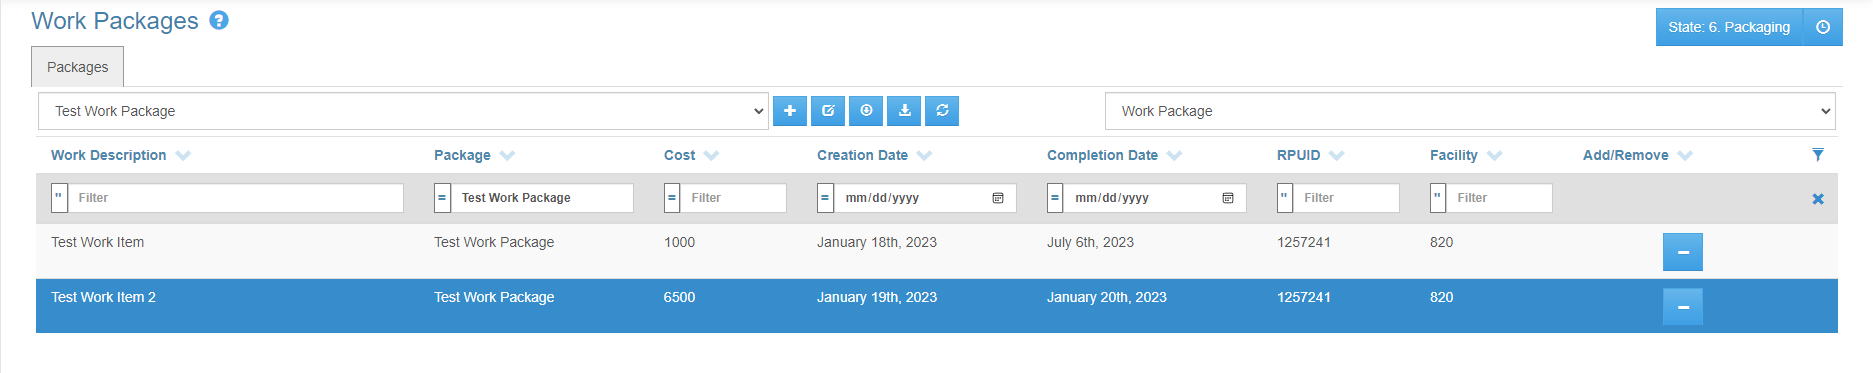 Work Packages ?
State: 6. Packaging
Packages
Test Work Package
Work Package
Work Description Package Cost Creation Date Completion Date RPUID Facility Add/Remove
" Filter = Test Work Package = Filter = mm/dd/yyyy = mm/dd/yyyy " Filter " Filter
Test Work Item Test Work Package 1000 January 18th, 2023 July 6th, 2023 1257241 820
Test Work Item 2 Test Work Package 6500 January 19th, 2023 January 20th, 2023 1257241 820